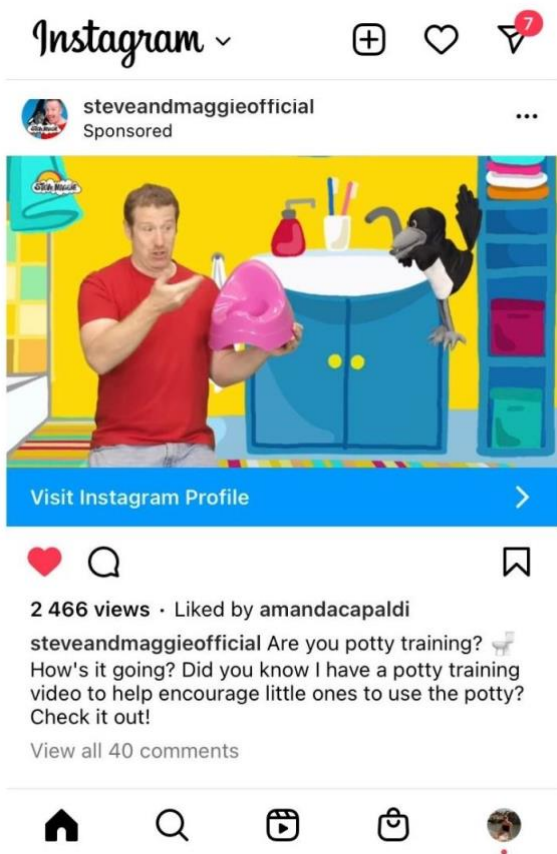 Instagram
7
steveandmaggieofficial
Sponsored
STEVE MAGGIE
Visit Instagram Profile
2 466 views · Liked by amandacapaldi
steveandmaggieofficial Are you potty training? 🚽
How's it going? Did you know I have a potty training
video to help encourage little ones to use the potty?
Check it out!
View all 40 comments